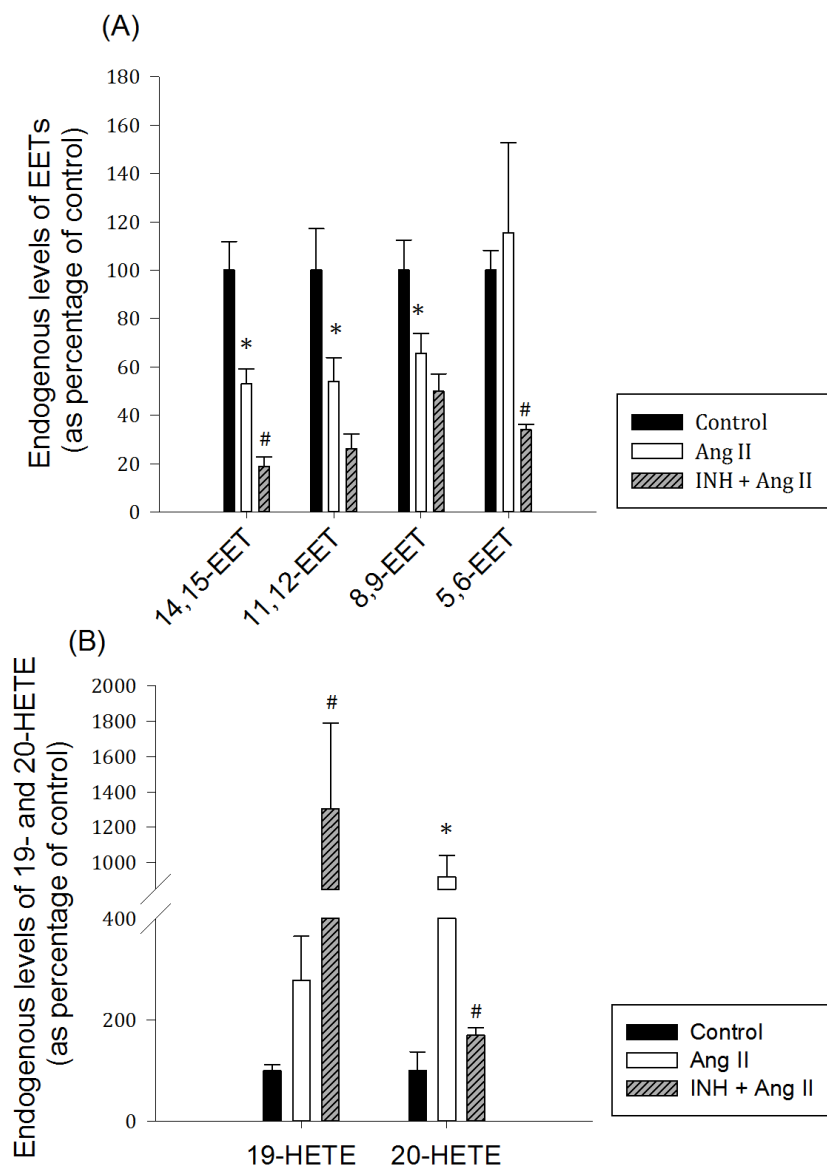 (A)
Endogenous levels of EETs
(as percentage of control)
180
160
140
120
100
80
60
40
20
0
*
#
*
*
#
14,15-EET
11,12-EET
8,9-EET
5,6-EET
Control
Ang II
INH + Ang II
(B)
Endogenous levels of 19- and 20-HETE
(as percentage of control)
2000
1800
1600
1400
1200
1000
400
200
0
#
*
#
19-HETE
20-HETE
Control
Ang II
INH + Ang II